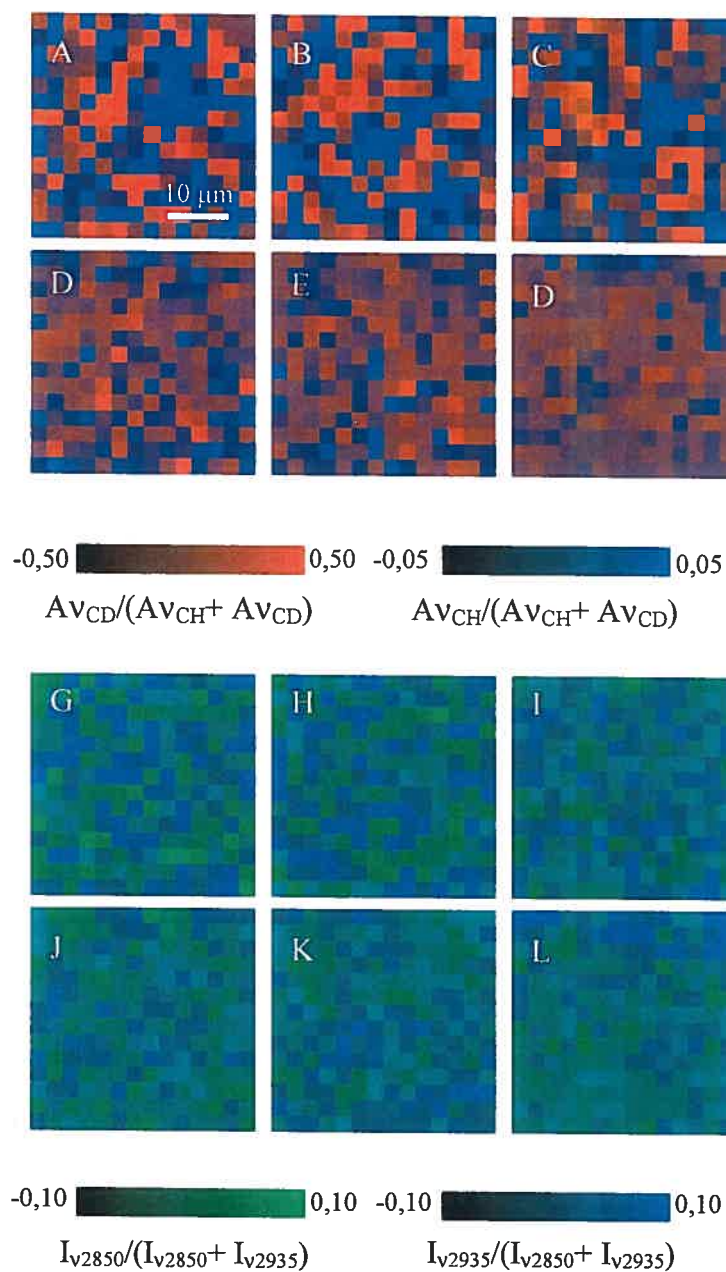 A B C
10 μm
D E D
-0,50 0,50 -0,05 0,05
Aν_CD/(Aν_CH+ Aν_CD) Aν_CH/(Aν_CH+ Aν_CD)
G H I
J K L
-0,10 0,10 -0,10 0,10
I_ν2850/(I_ν2850+ I_ν2935) I_ν2935/(I_ν2850+ I_ν2935)